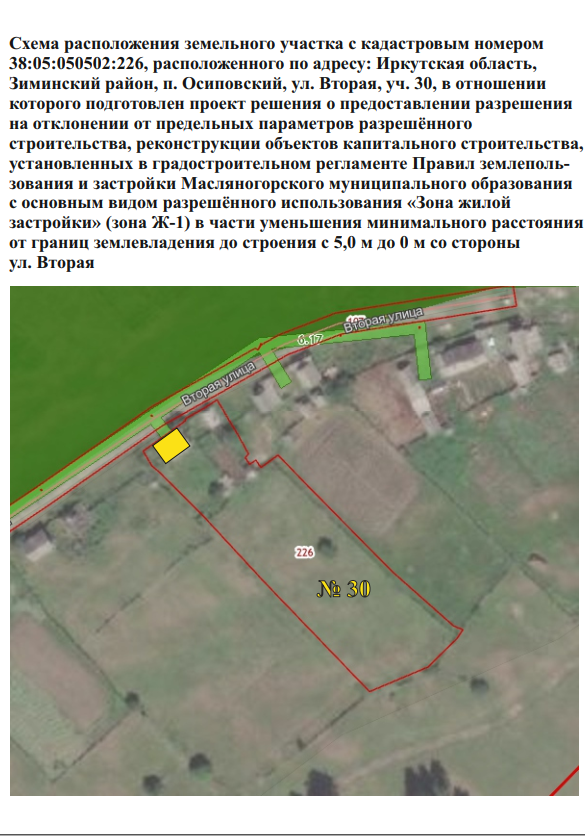 Схема расположения земельного участка с кадастровым номером
38:05:050502:226, расположенного по адресу: Иркутская область,
Зиминский район, п. Осиповский, ул. Вторая, уч. 30, в отношении
которого подготовлен проект решения о предоставлении разрешения
на отклонении от предельных параметров разрешённого
строительства, реконструкции объектов капитального строительства,
установленных в градостроительном регламенте Правил землеполь-
зования и застройки Масляногорского муниципального образования
с основным видом разрешённого использования «Зона жилой
застройки» (зона Ж-1) в части уменьшения минимального расстояния
от границ землевладения до строения с 5,0 м до 0 м со стороны
ул. Вторая
Вторая улица
6.17
Вторая улица
226
№ 30